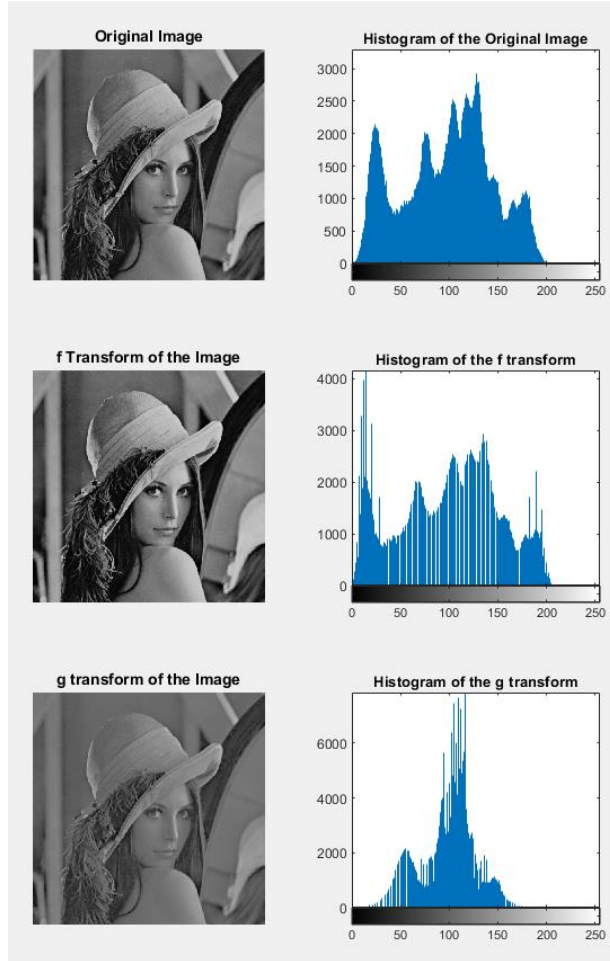 Original Image
Histogram of the Original Image
3000
2500
2000
1500
1000
500
0
0 50 100 150 200 250
f Transform of the Image
Histogram of the f transform
4000
3000
2000
1000
0
0 50 100 150 200 250
g transform of the Image
Histogram of the g transform
6000
4000
2000
0
0 50 100 150 200 250